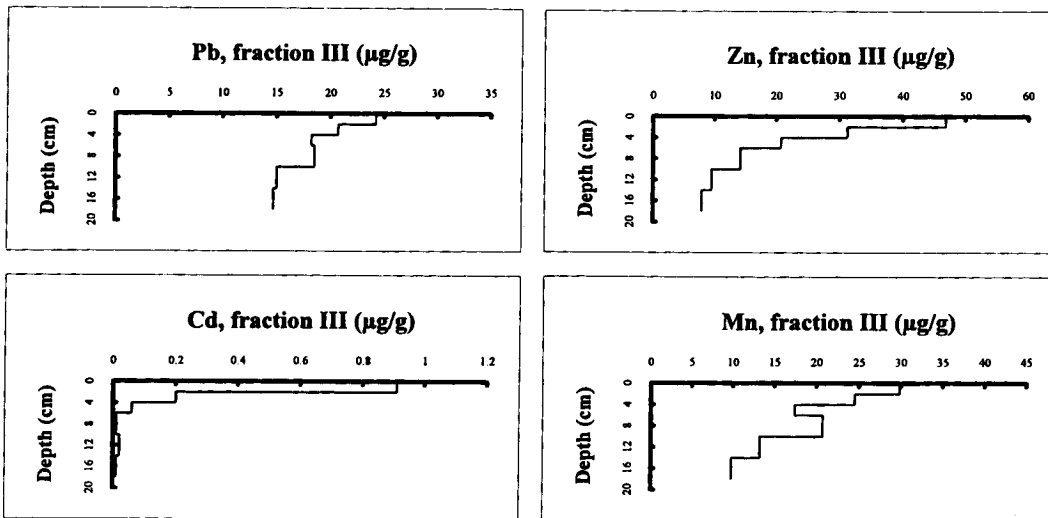 Pb, fraction III (µg/g)
0 5 10 15 20 25 30 35
Depth (cm)
0 4 8 12 16 20
Zn, fraction III (µg/g)
0 10 20 30 40 50 60
Depth (cm)
0 4 8 12 16 20
Cd, fraction III (µg/g)
0 0.2 0.4 0.6 0.8 1 1.2
Depth (cm)
0 4 8 12 16 20
Mn, fraction III (µg/g)
0 5 10 15 20 25 30 35 40 45
Depth (cm)
0 4 8 12 16 20